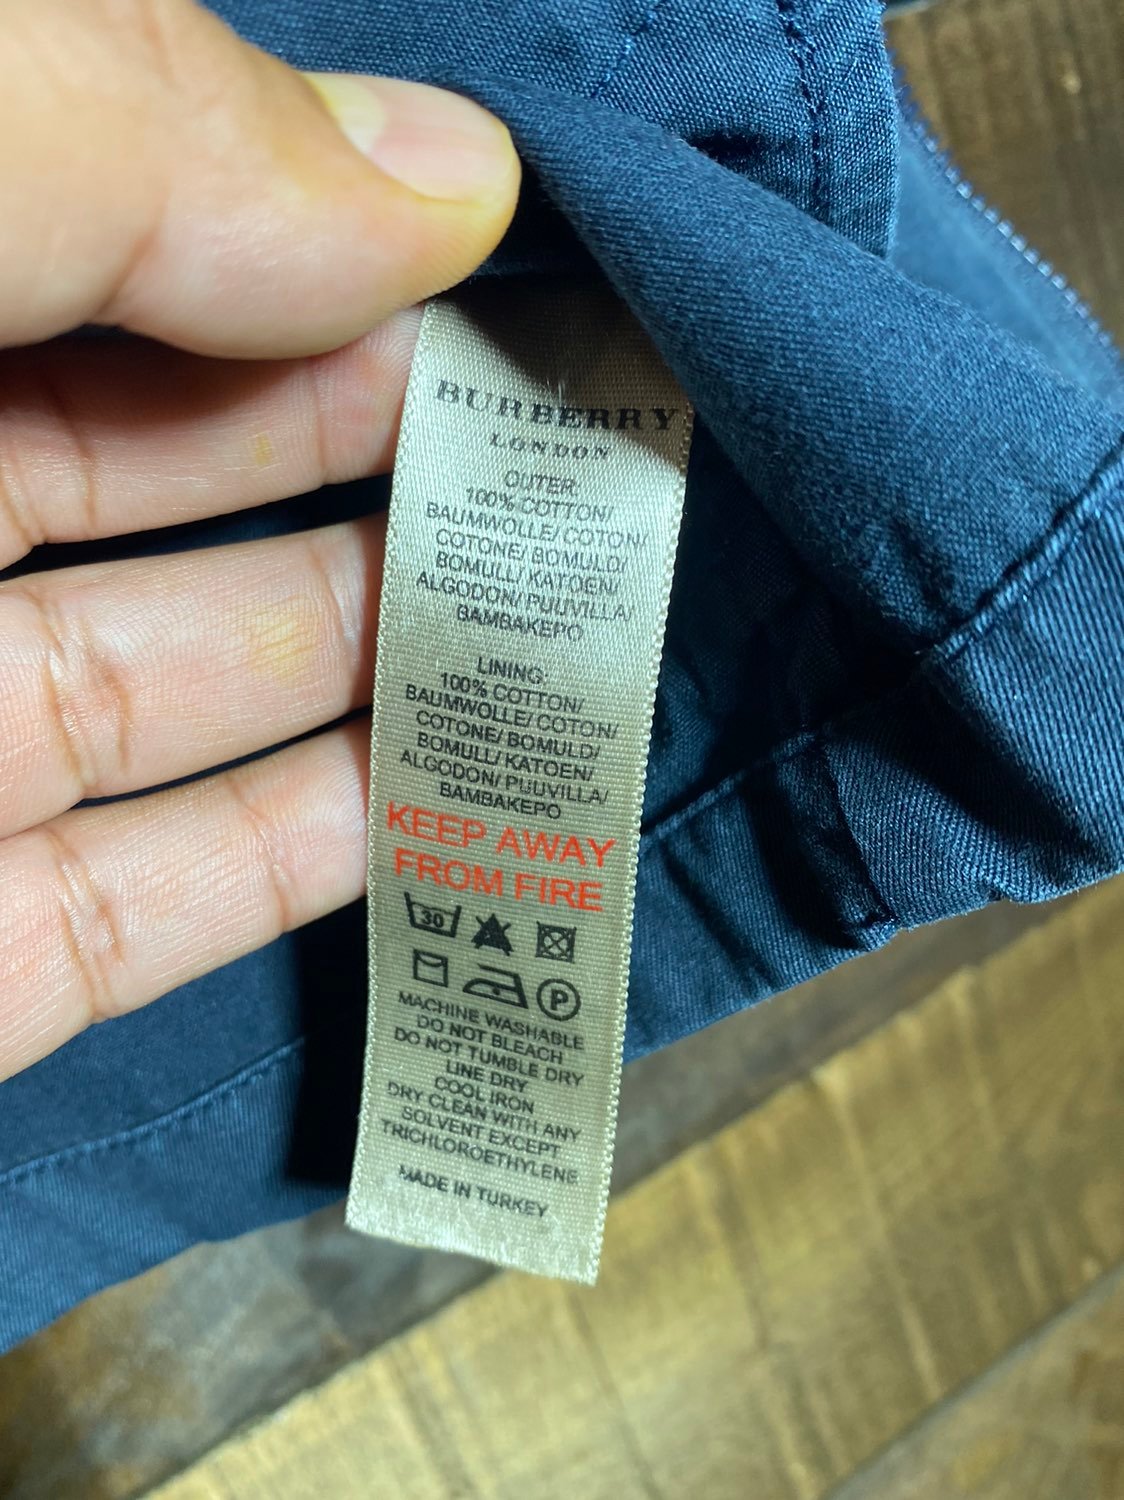 BURBERRY
LONDON
OUTER:
100% COTTON/
BAUMWOLLE/ COTON/
COTONE/ BOMULD/
BOMULL/ KATOEN/
ALGODON/ PUUVILLA/
BAMBAKEPO
LINING:
100% COTTON/
BAUMWOLLE/ COTON/
COTONE/ BOMULD/
BOMULL/ KATOEN/
ALGODON/ PUUVILLA/
BAMBAKEPO
KEEP AWAY
FROM FIRE
30
P
MACHINE WASHABLE
DO NOT BLEACH
DO NOT TUMBLE DRY
LINE DRY
COOL IRON
DRY CLEAN WITH ANY
SOLVENT EXCEPT
TRICHLOROETHYLENE
MADE IN TURKEY